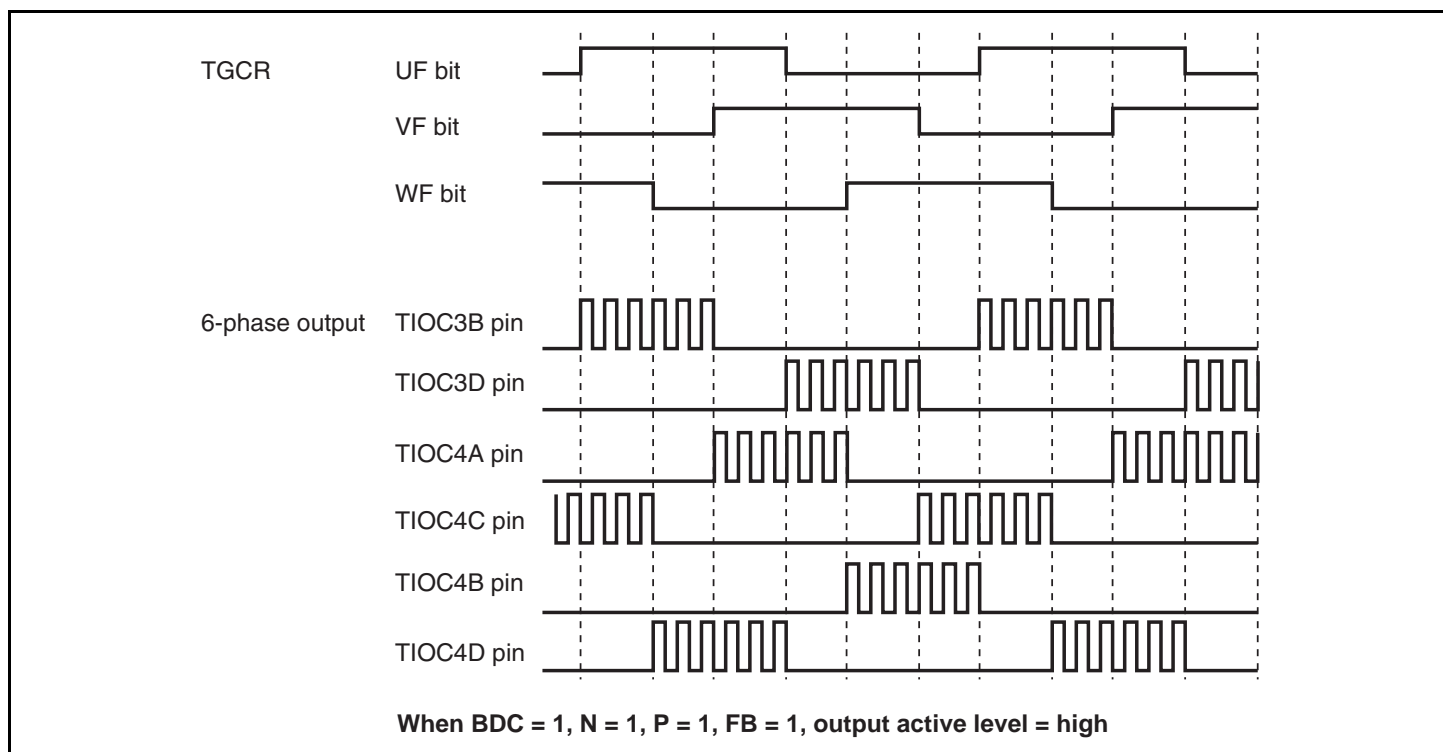 TGCR UF bit
VF bit
WF bit
6-phase output TIOC3B pin
TIOC3D pin
TIOC4A pin
TIOC4C pin
TIOC4B pin
TIOC4D pin
When BDC = 1, N = 1, P = 1, FB = 1, output active level = high